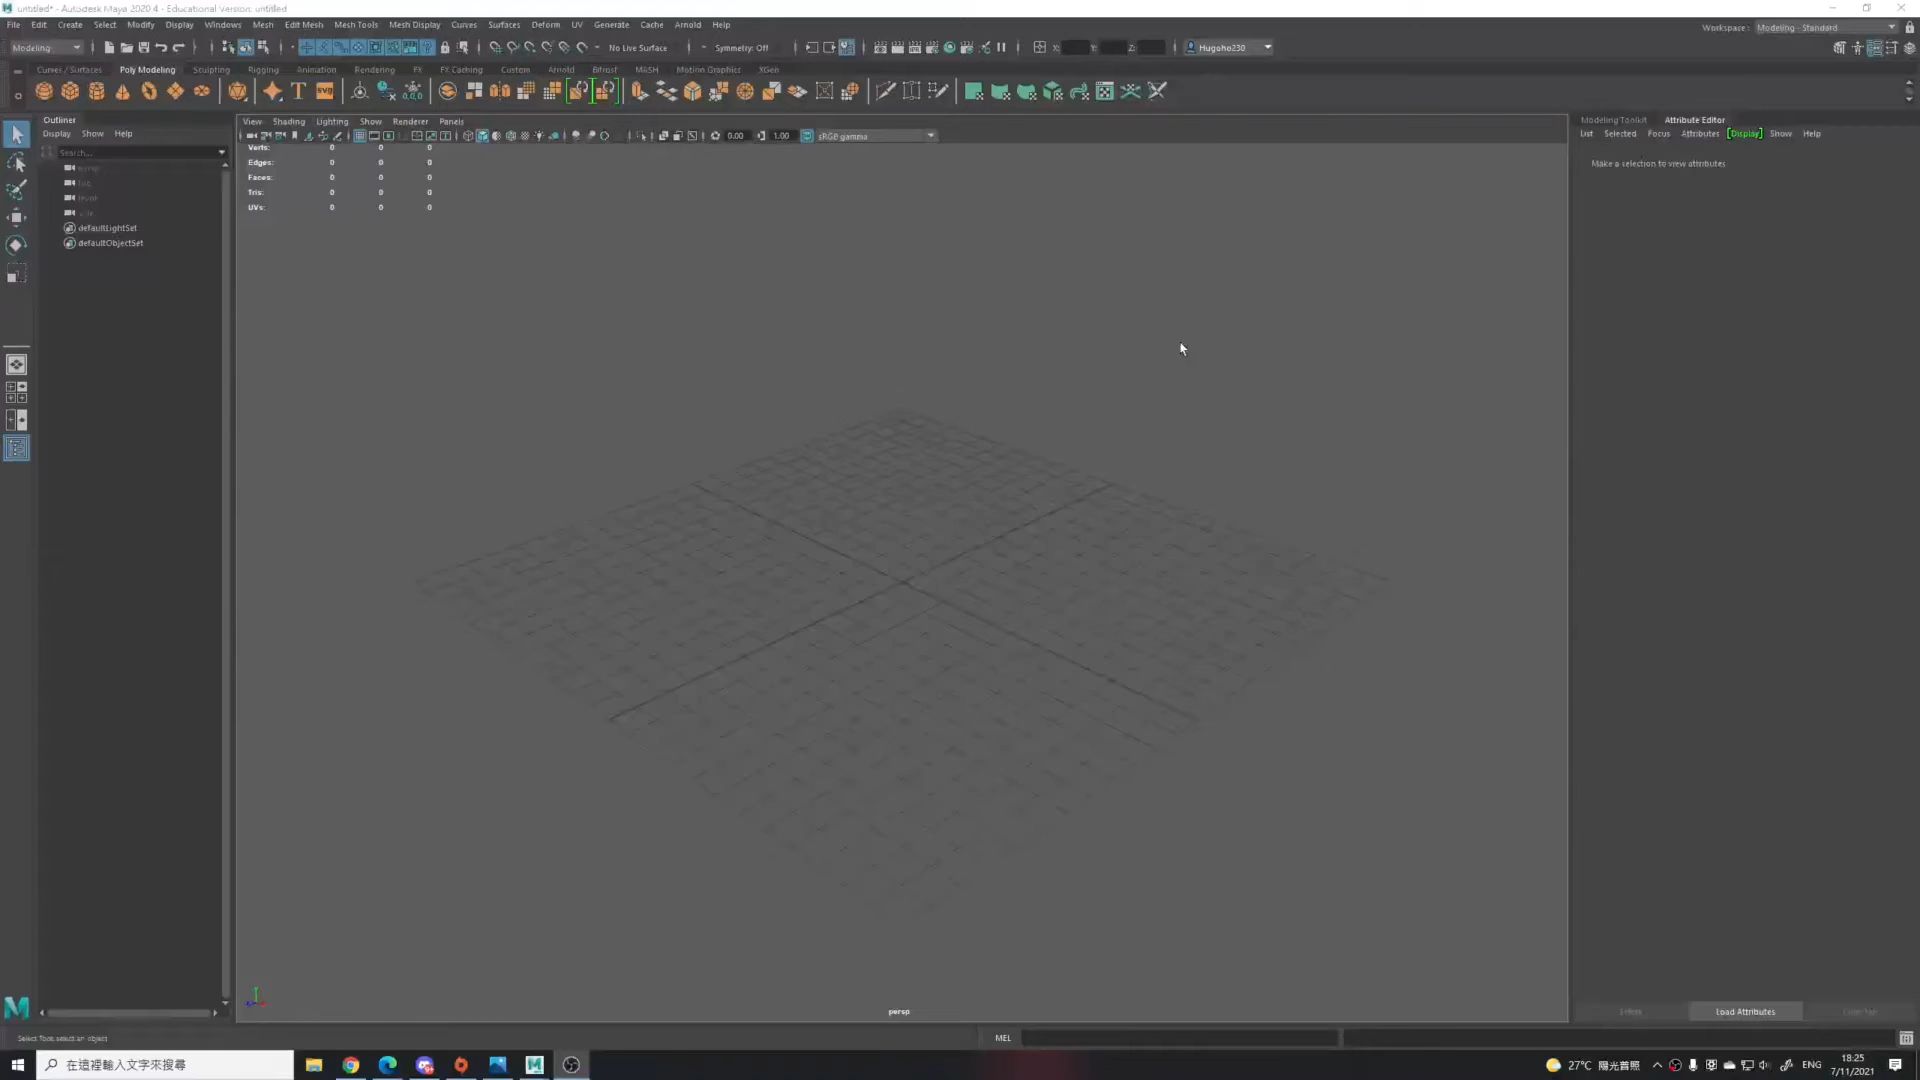 untitled* - Autodesk Maya 2020.4 - Educational Version: untitled
File Edit Create Select Modify Display Windows Mesh Edit Mesh Mesh Tools Mesh Display Curves Surfaces Deform UV Generate Cache Arnold Help
Workspace: Modeling - Standard
Modeling No Live Surface Symmetry: Off X: Y: Z: Hugoho230
Curves / Surfaces Poly Modeling Sculpting Rigging Animation Rendering FX FX Caching Custom Arnold Bifrost MASH Motion Graphics XGen
SVG
Outliner
Display Show Help
Search...
persp
top
front
side
defaultLightSet
defaultObjectSet
View Shading Lighting Show Renderer Panels
0.00 1.00 sRGB gamma
Verts: 0 0 0
Edges: 0 0 0
Faces: 0 0 0
Tris: 0 0 0
UVs: 0 0 0
persp
Modeling Toolkit Attribute Editor
List Selected Focus Attributes Display Show Help
Make a selection to view attributes
Load Attributes
Select Tool: select an object
MEL
在這裡輸入文字來搜尋
27°C 陽光普照 ENG
18:25
7/11/2021